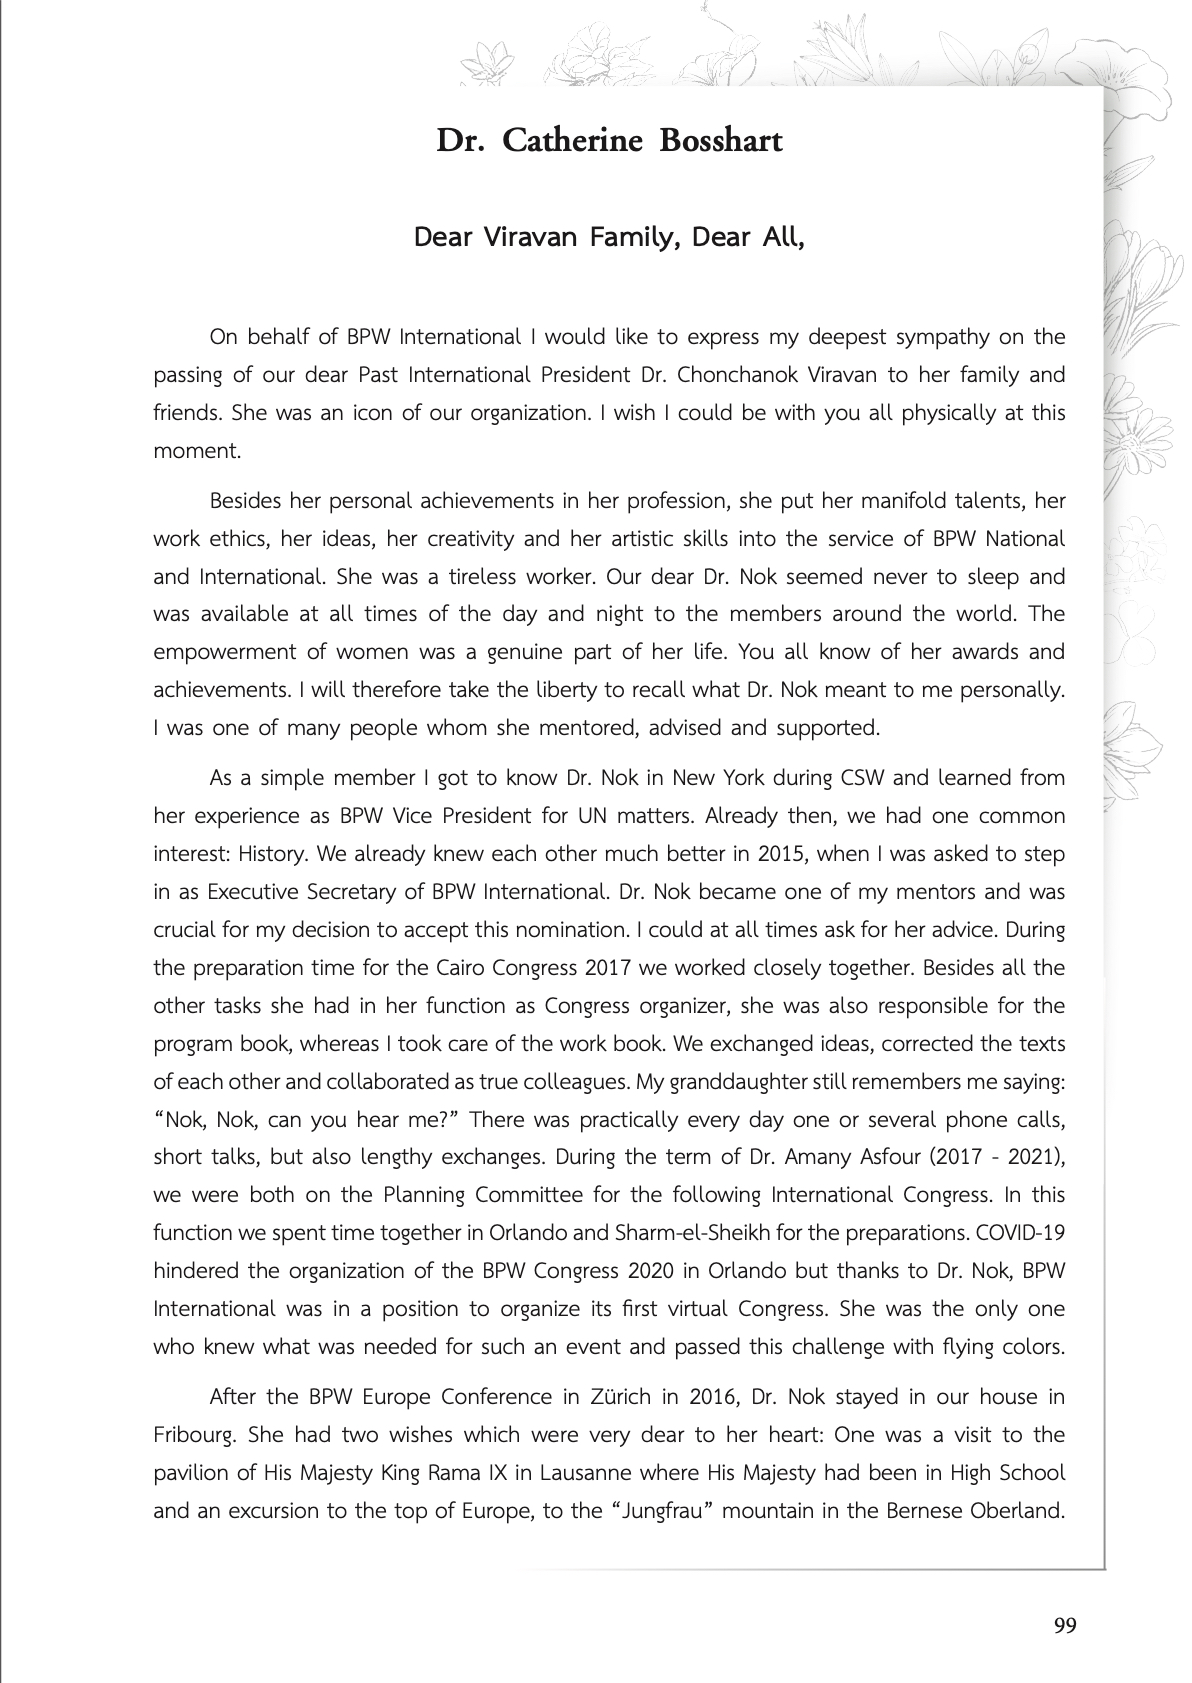 Dr. Catherine Bosshart
Dear Viravan Family, Dear All,
On behalf of BPW International I would like to express my deepest sympathy on the
passing of our dear Past International President Dr. Chonchanok Viravan to her family and
friends. She was an icon of our organization. I wish I could be with you all physically at this
moment.
Besides her personal achievements in her profession, she put her manifold talents, her
work ethics, her ideas, her creativity and her artistic skills into the service of BPW National
and International. She was a tireless worker. Our dear Dr. Nok seemed never to sleep and
was available at all times of the day and night to the members around the world. The
empowerment of women was a genuine part of her life. You all know of her awards and
achievements. I will therefore take the liberty to recall what Dr. Nok meant to me personally.
I was one of many people whom she mentored, advised and supported.
As a simple member I got to know Dr. Nok in New York during CSW and learned from
her experience as BPW Vice President for UN matters. Already then, we had one common
interest: History. We already knew each other much better in 2015, when I was asked to step
in as Executive Secretary of BPW International. Dr. Nok became one of my mentors and was
crucial for my decision to accept this nomination. I could at all times ask for her advice. During
the preparation time for the Cairo Congress 2017 we worked closely together. Besides all the
other tasks she had in her function as Congress organizer, she was also responsible for the
program book, whereas I took care of the work book. We exchanged ideas, corrected the texts
of each other and collaborated as true colleagues. My granddaughter still remembers me saying:
“Nok, Nok, can you hear me?” There was practically every day one or several phone calls,
short talks, but also lengthy exchanges. During the term of Dr. Amany Asfour (2017 - 2021),
we were both on the Planning Committee for the following International Congress. In this
function we spent time together in Orlando and Sharm-el-Sheikh for the preparations. COVID-19
hindered the organization of the BPW Congress 2020 in Orlando but thanks to Dr. Nok, BPW
International was in a position to organize its first virtual Congress. She was the only one
who knew what was needed for such an event and passed this challenge with flying colors.
After the BPW Europe Conference in Zürich in 2016, Dr. Nok stayed in our house in
Fribourg. She had two wishes which were very dear to her heart: One was a visit to the
pavilion of His Majesty King Rama IX in Lausanne where His Majesty had been in High School
and an excursion to the top of Europe, to the “Jungfrau” mountain in the Bernese Oberland.
99